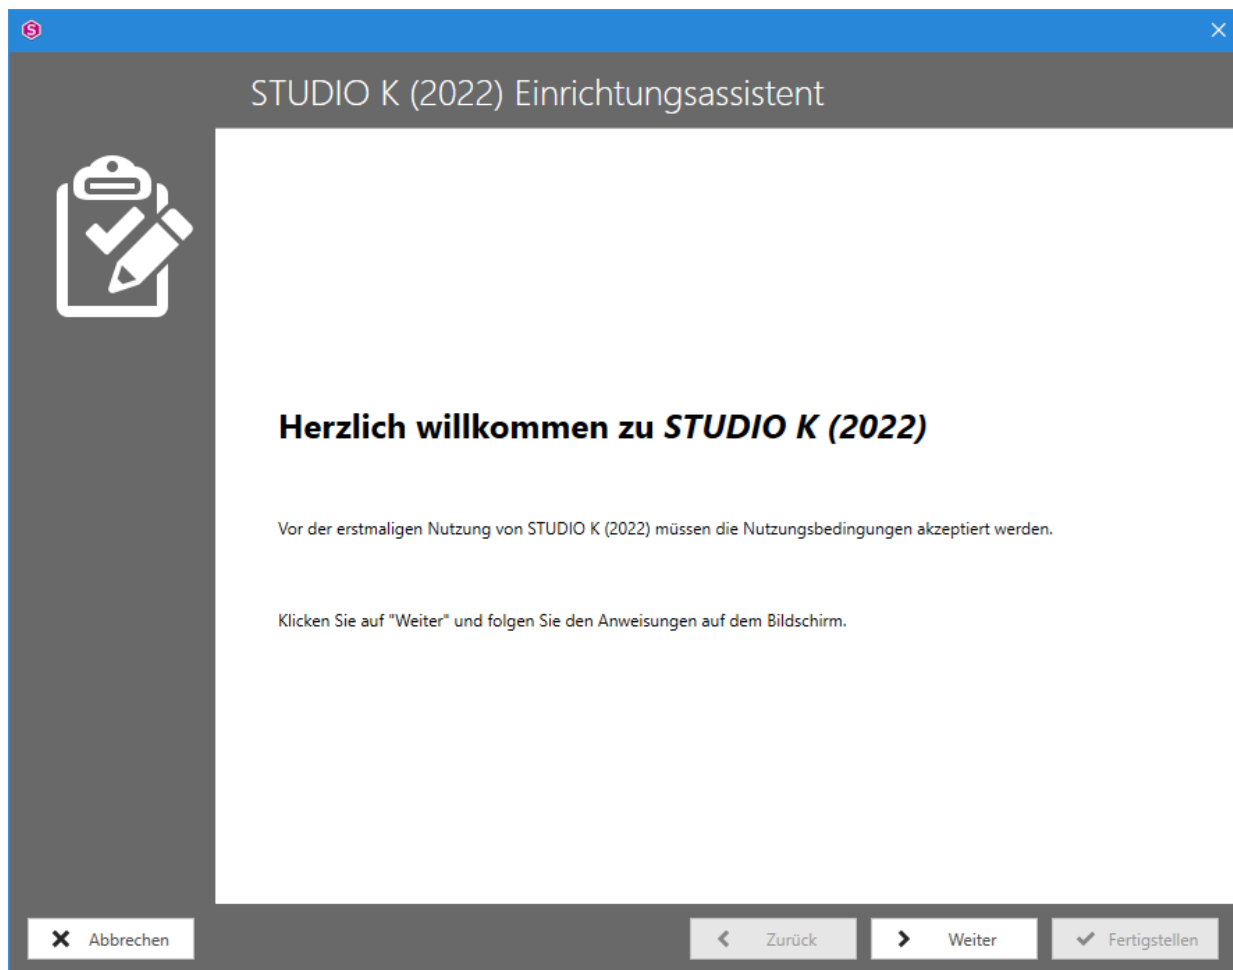 S
STUDIO K (2022) Einrichtungsassistent
Herzlich willkommen zu STUDIO K (2022)
Vor der erstmaligen Nutzung von STUDIO K (2022) müssen die Nutzungsbedingungen akzeptiert werden.
Klicken Sie auf "Weiter" und folgen Sie den Anweisungen auf dem Bildschirm.
Abbrechen
Zurück
Weiter
Fertigstellen